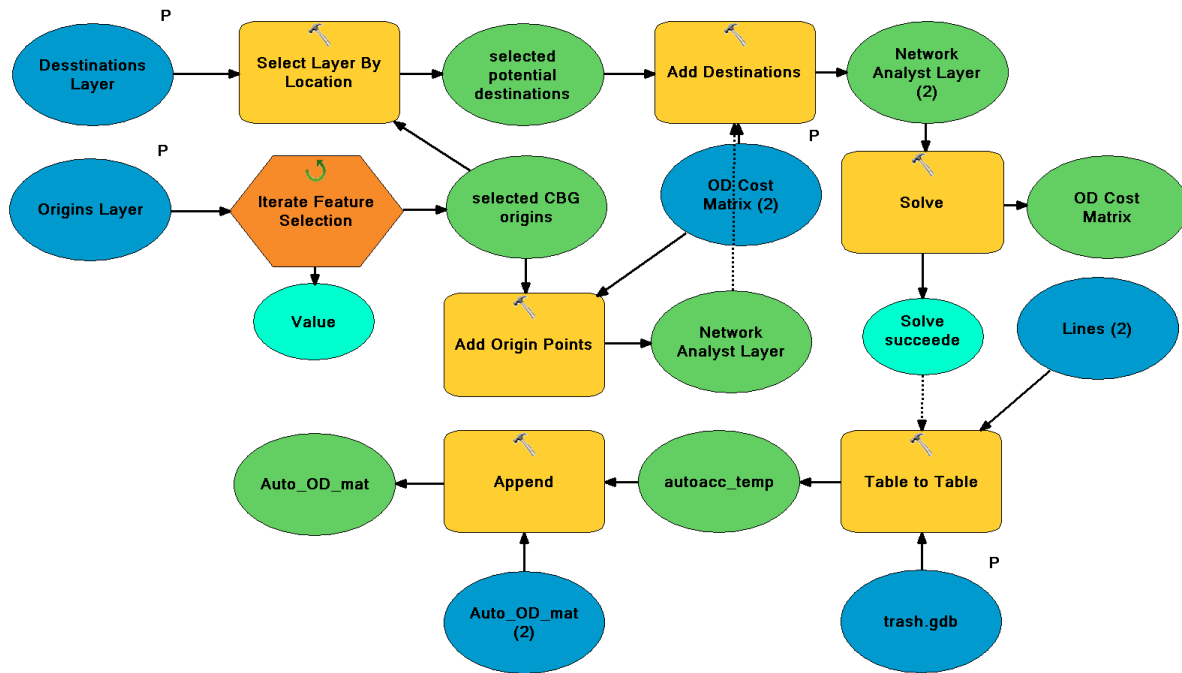 P
Desstinations
Layer
Select Layer By
Location
selected
potential
destinations
Add Destinations
Network
Analyst Layer
(2)
P
Origins Layer
Iterate Feature
Selection
selected CBG
origins
P
OD Cost
Matrix (2)
Solve
OD Cost
Matrix
Value
Add Origin Points
Network
Analyst Layer
Solve
succeede
Lines (2)
Auto_OD_mat
Append
autoacc_temp
Table to Table
P
Auto_OD_mat
(2)
trash.gdb